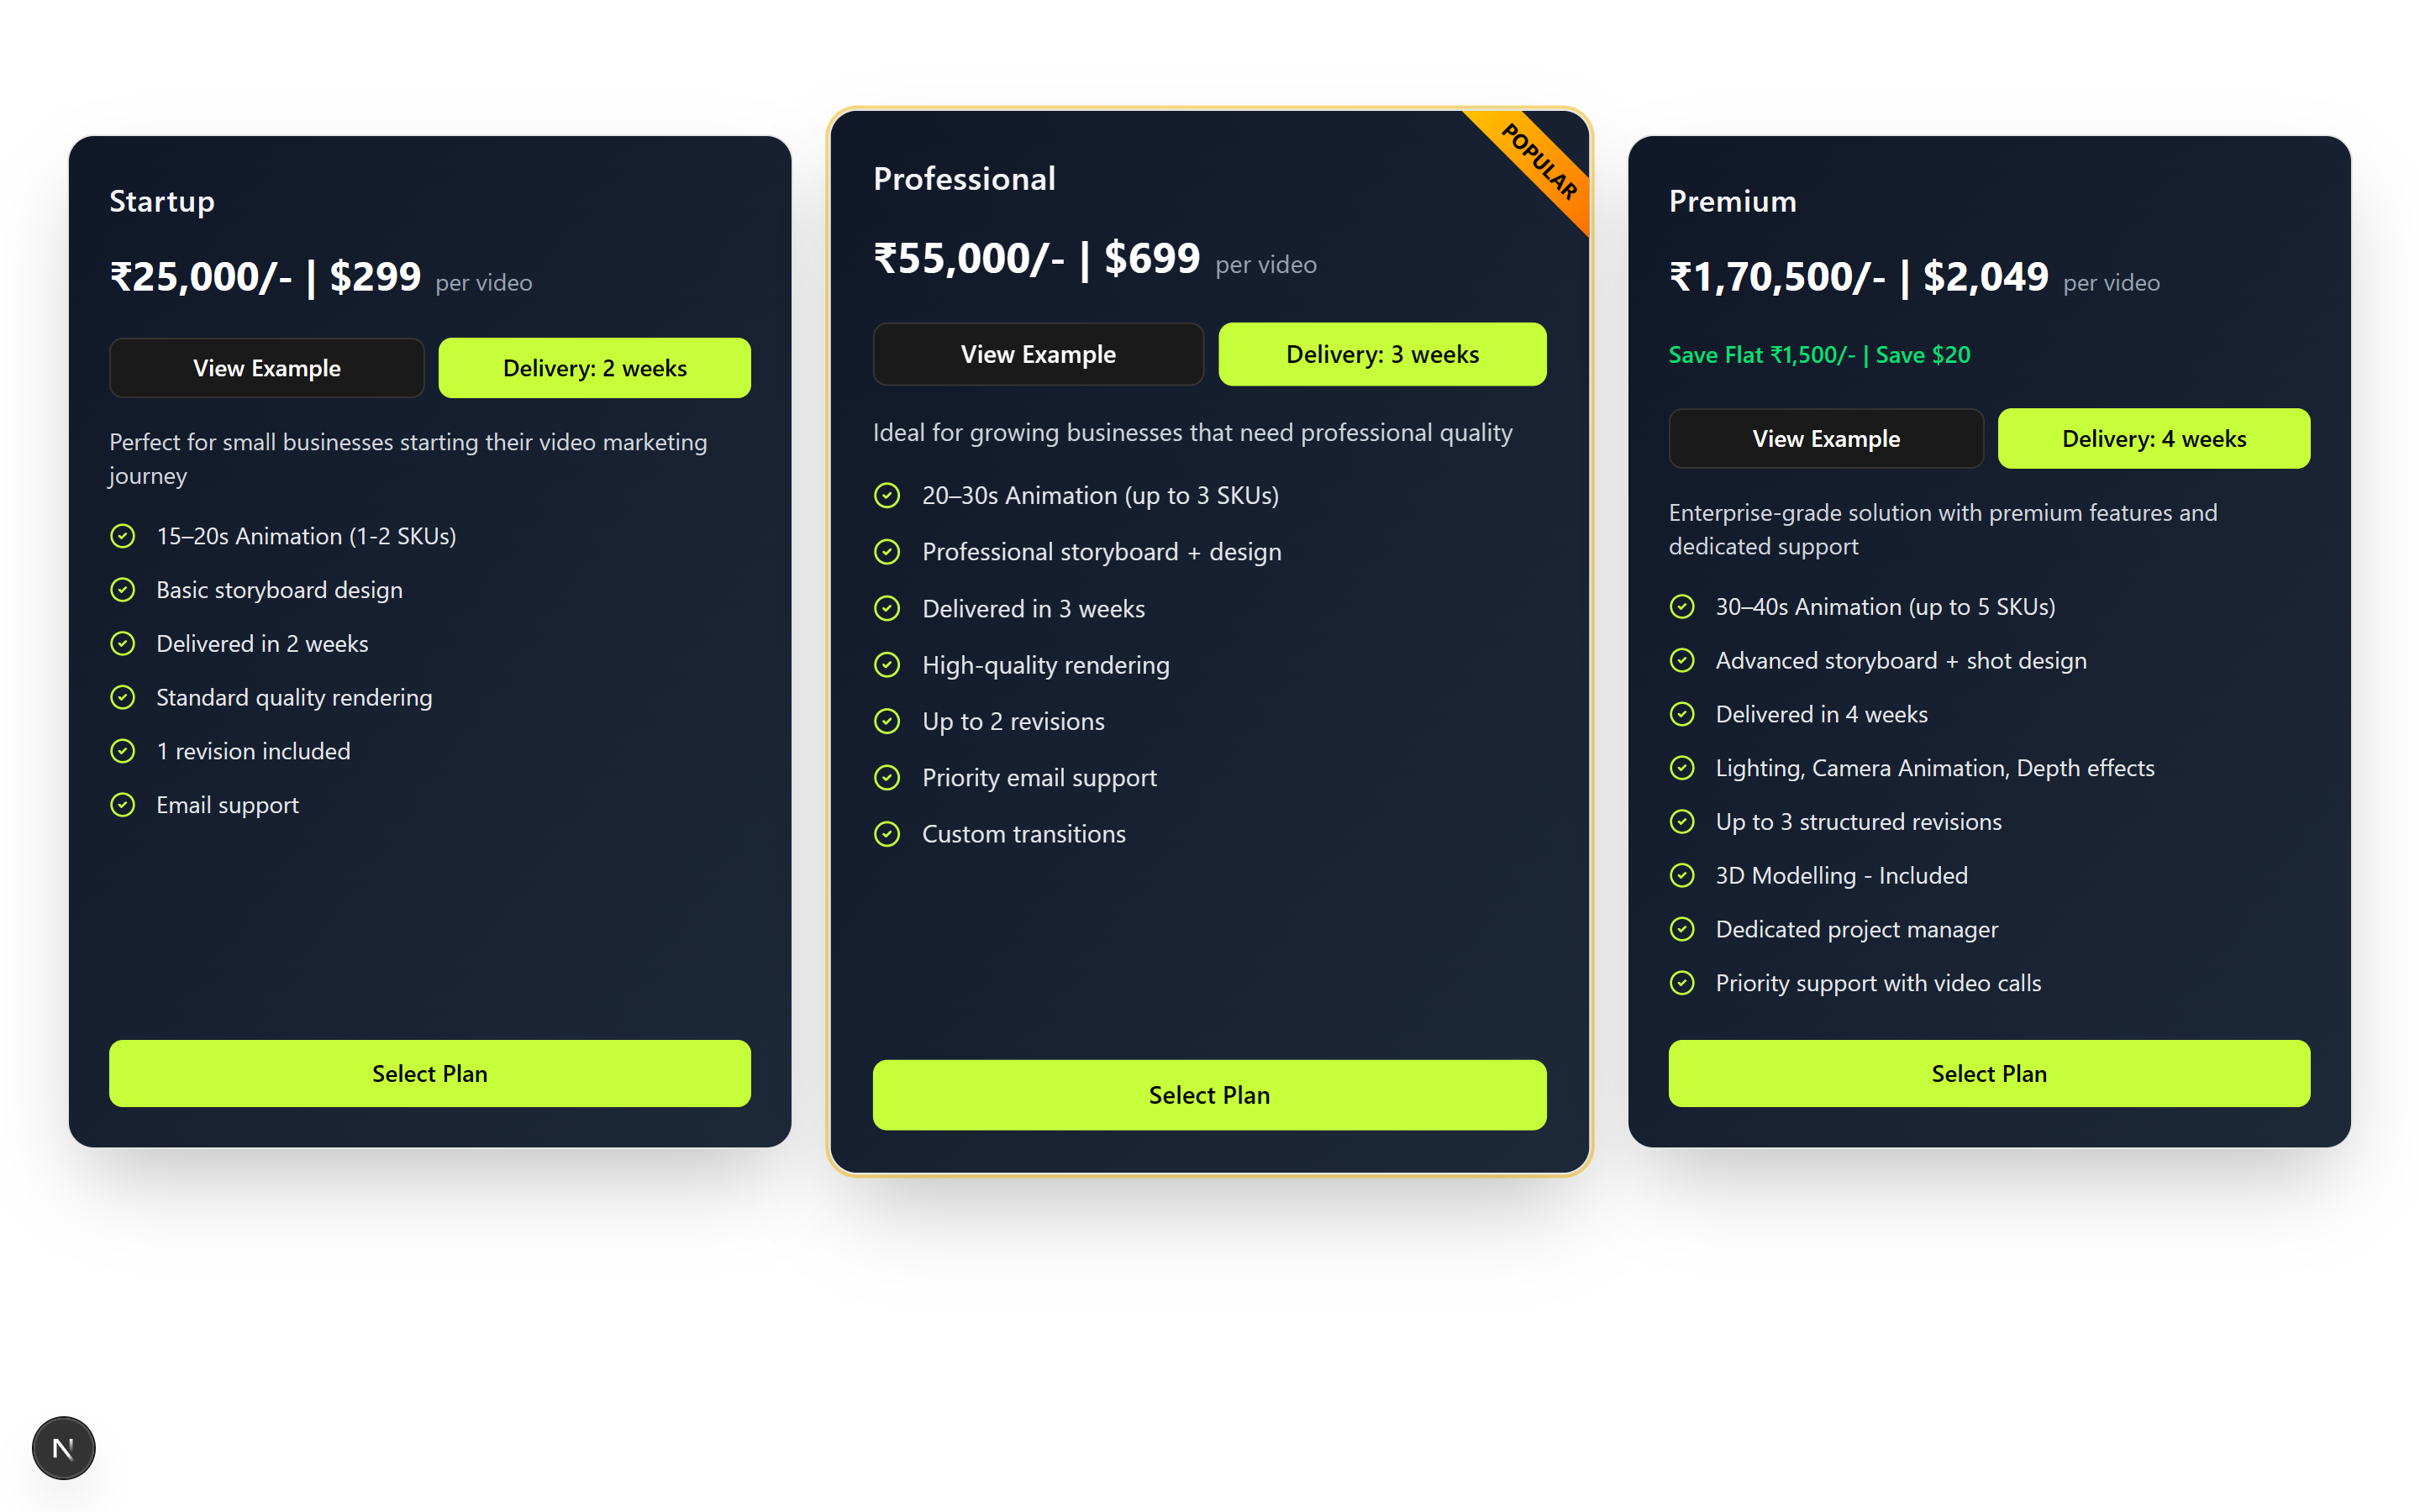 Startup
₹25,000/- | $299 per video
View Example
Delivery: 2 weeks
Perfect for small businesses starting their video marketing
journey
15–20s Animation (1-2 SKUs)
Basic storyboard design
Delivered in 2 weeks
Standard quality rendering
1 revision included
Email support
Select Plan
POPULAR
Professional
₹55,000/- | $699 per video
View Example
Delivery: 3 weeks
Ideal for growing businesses that need professional quality
20–30s Animation (up to 3 SKUs)
Professional storyboard + design
Delivered in 3 weeks
High-quality rendering
Up to 2 revisions
Priority email support
Custom transitions
Select Plan
Premium
₹1,70,500/- | $2,049 per video
Save Flat ₹1,500/- | Save $20
View Example
Delivery: 4 weeks
Enterprise-grade solution with premium features and
dedicated support
30–40s Animation (up to 5 SKUs)
Advanced storyboard + shot design
Delivered in 4 weeks
Lighting, Camera Animation, Depth effects
Up to 3 structured revisions
3D Modelling - Included
Dedicated project manager
Priority support with video calls
Select Plan
N